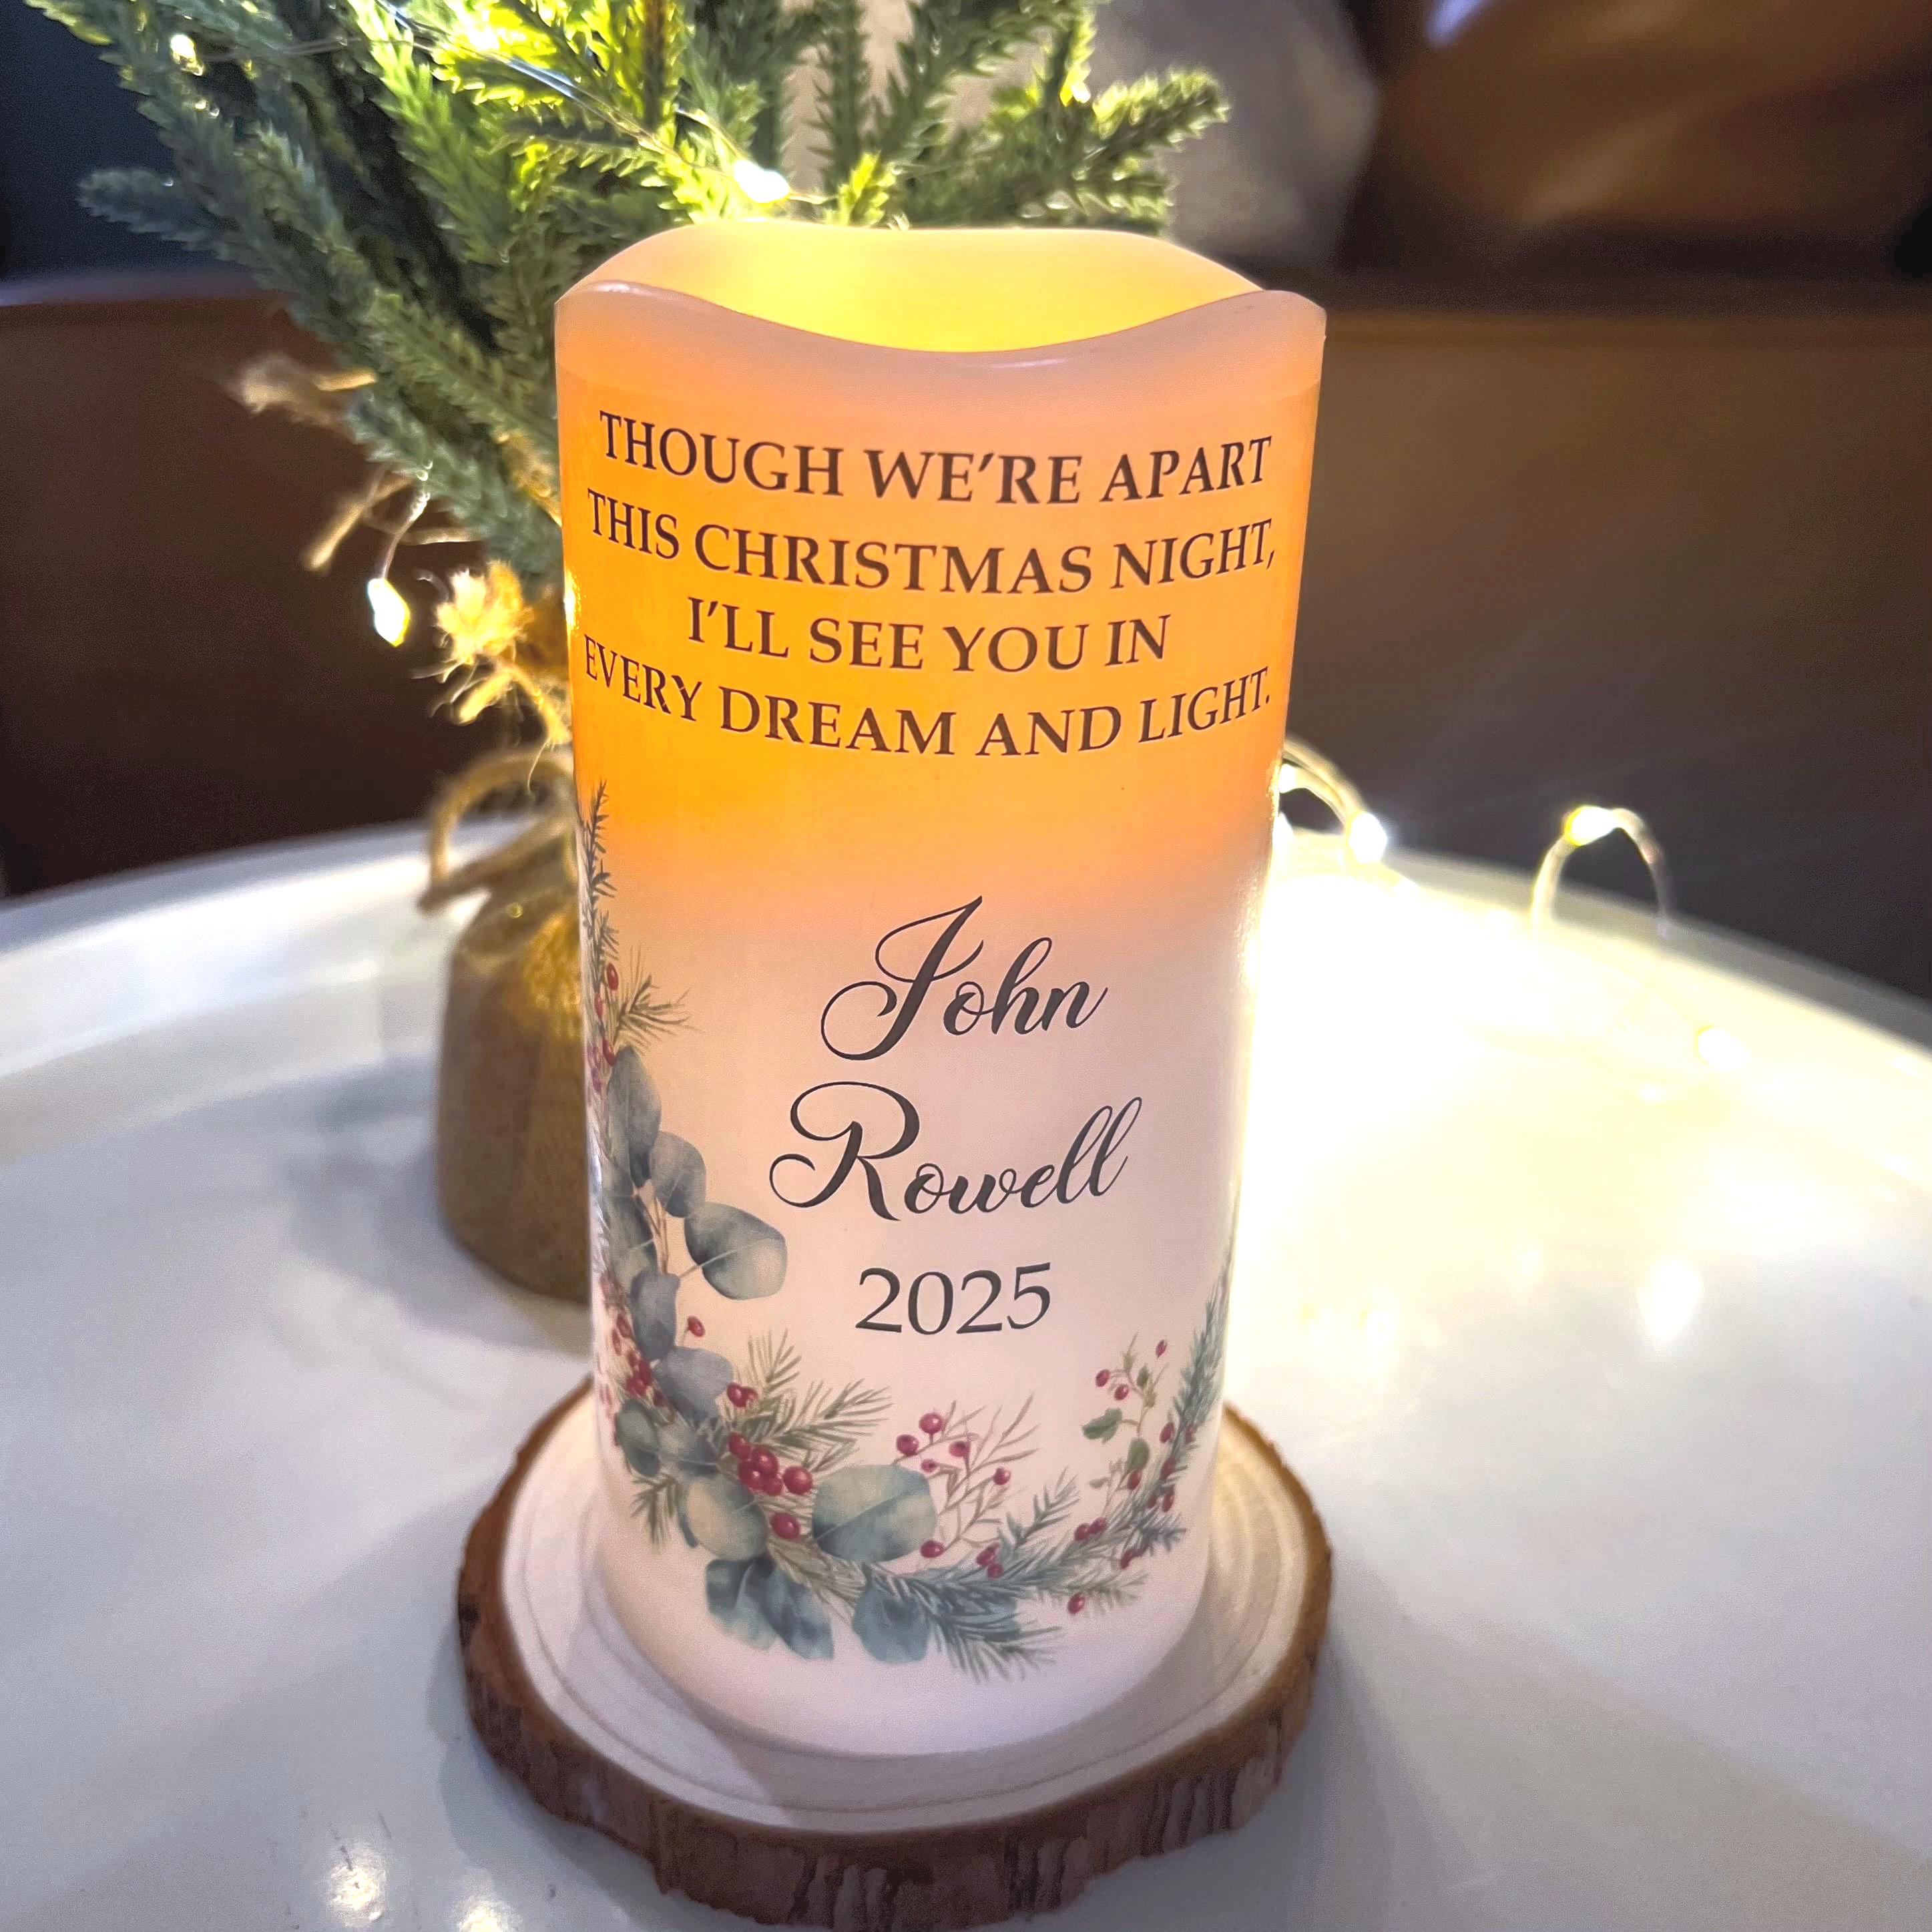 THOUGH WE’RE APART
THIS CHRISTMAS NIGHT,
I’LL SEE YOU IN
EVERY DREAM AND LIGHT.
John
Rowell
2025